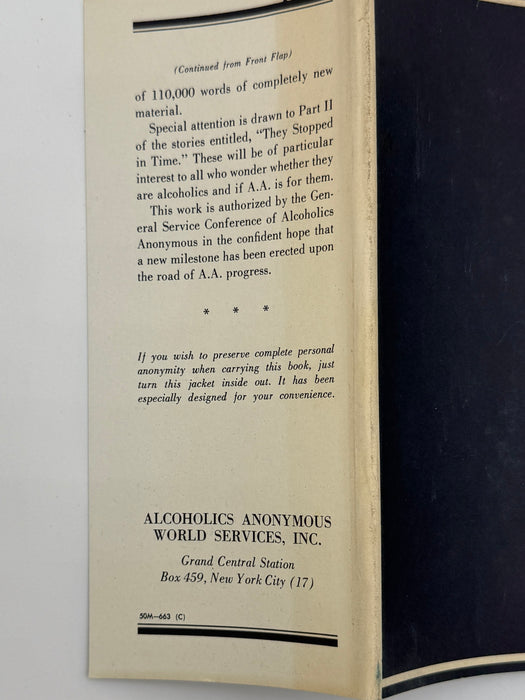 (Continued from Front Flap)
of 110,000 words of completely new
material.
Special attention is drawn to Part II
of the stories entitled, “They Stopped
in Time.” These will be of particular
interest to all who wonder whether they
are alcoholics and if A.A. is for them.
This work is authorized by the Gen-
eral Service Conference of Alcoholics
Anonymous in the confident hope that
a new milestone has been erected upon
the road of A.A. progress.
* * *
If you wish to preserve complete personal
anonymity when carrying this book, just
turn this jacket inside out. It has been
especially designed for your convenience.
ALCOHOLICS ANONYMOUS
WORLD SERVICES, INC.
Grand Central Station
Box 459, New York City (17)
50M—663 (C)